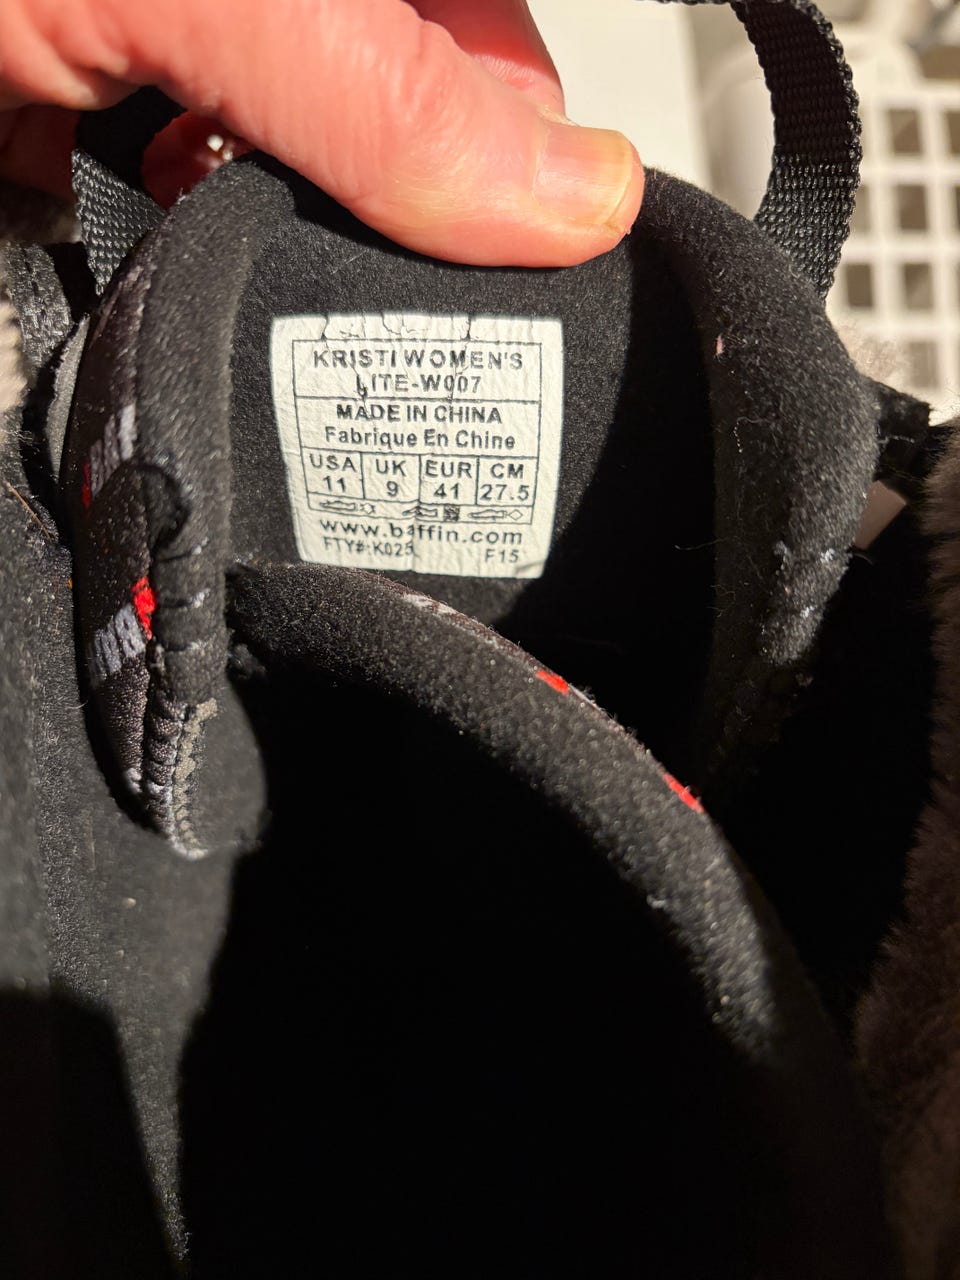 KRISTI WOMEN'S
LITE-W007
MADE IN CHINA
Fabrique En Chine
USA UK EUR CM
11 9 41 27.5
www.baffin.com
FTY#:K025 F15